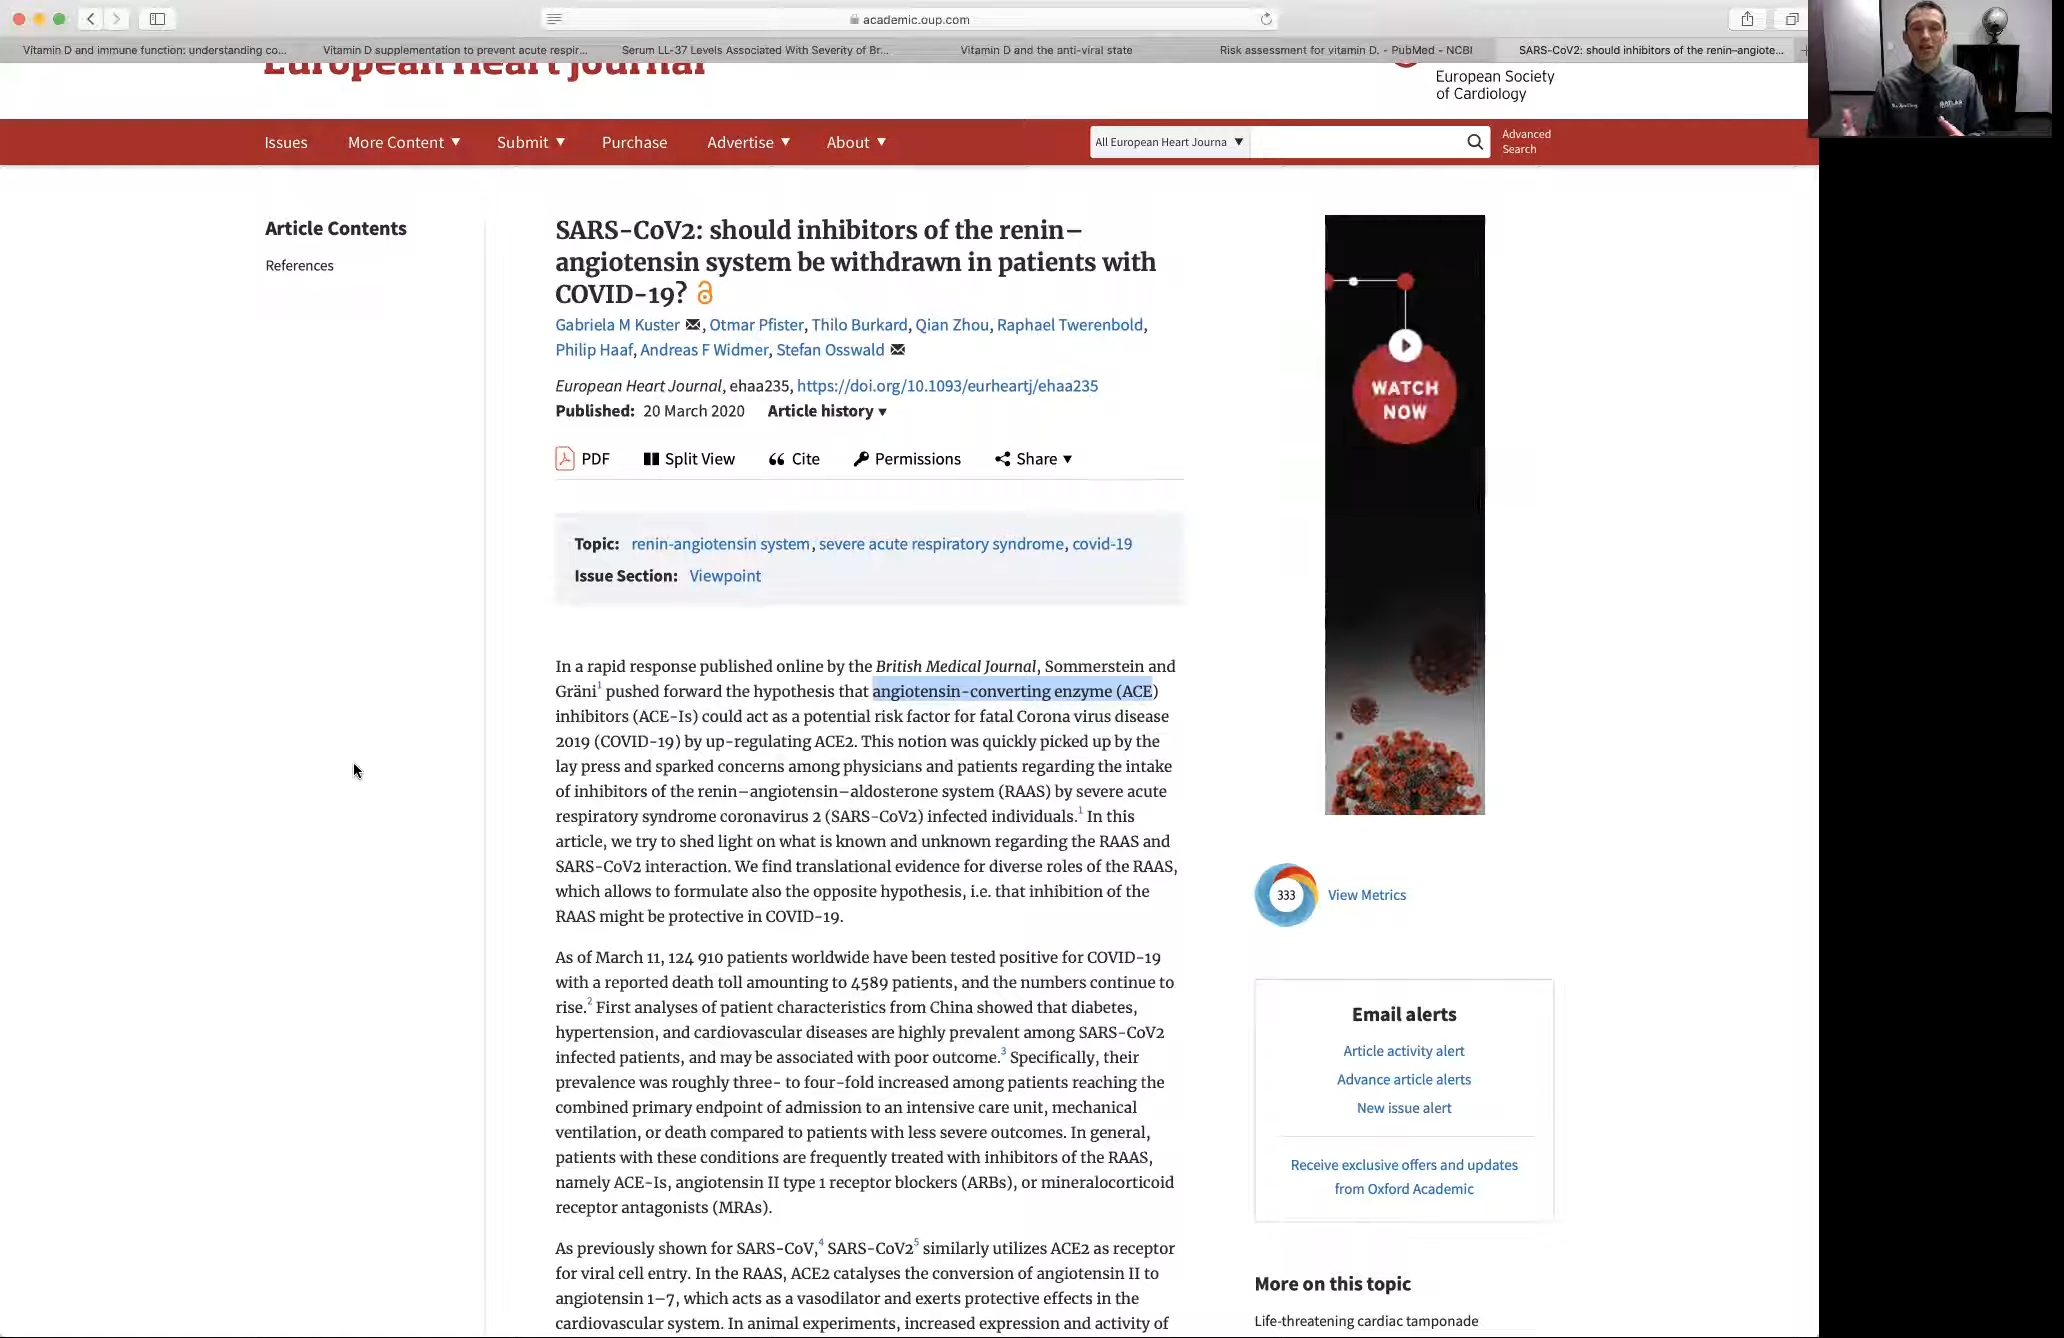 academic.oup.com
Vitamin D and immune function: understanding co...
Vitamin D supplementation to prevent acute respir...
Serum LL-37 Levels Associated With Severity of Br...
Vitamin D and the anti-viral state
Risk assessment for vitamin D. - PubMed - NCBI
SARS-CoV2: should inhibitors of the renin–angiote...
European Heart Journal
European Society
of Cardiology
Issues
More Content
Submit
Purchase
Advertise
About
All European Heart Journa
Advanced
Search
Article Contents
References
SARS-CoV2: should inhibitors of the renin–
angiotensin system be withdrawn in patients with
COVID-19?
Gabriela M Kuster, Otmar Pfister, Thilo Burkard, Qian Zhou, Raphael Twerenbold,
Philip Haaf, Andreas F Widmer, Stefan Osswald
European Heart Journal, ehaa235, https://doi.org/10.1093/eurheartj/ehaa235
Published: 20 March 2020 Article history
PDF
Split View
Cite
Permissions
Share
Topic: renin-angiotensin system, severe acute respiratory syndrome, covid-19
Issue Section: Viewpoint
In a rapid response published online by the British Medical Journal, Sommerstein and
Gräni1 pushed forward the hypothesis that angiotensin-converting enzyme (ACE)
inhibitors (ACE-Is) could act as a potential risk factor for fatal Corona virus disease
2019 (COVID-19) by up-regulating ACE2. This notion was quickly picked up by the
lay press and sparked concerns among physicians and patients regarding the intake
of inhibitors of the renin–angiotensin–aldosterone system (RAAS) by severe acute
respiratory syndrome coronavirus 2 (SARS-CoV2) infected individuals.1 In this
article, we try to shed light on what is known and unknown regarding the RAAS and
SARS-CoV2 interaction. We find translational evidence for diverse roles of the RAAS,
which allows to formulate also the opposite hypothesis, i.e. that inhibition of the
RAAS might be protective in COVID-19.
As of March 11, 124 910 patients worldwide have been tested positive for COVID-19
with a reported death toll amounting to 4589 patients, and the numbers continue to
rise.2 First analyses of patient characteristics from China showed that diabetes,
hypertension, and cardiovascular diseases are highly prevalent among SARS-CoV2
infected patients, and may be associated with poor outcome.3 Specifically, their
prevalence was roughly three- to four-fold increased among patients reaching the
combined primary endpoint of admission to an intensive care unit, mechanical
ventilation, or death compared to patients with less severe outcomes. In general,
patients with these conditions are frequently treated with inhibitors of the RAAS,
namely ACE-Is, angiotensin II type 1 receptor blockers (ARBs), or mineralocorticoid
receptor antagonists (MRAs).
As previously shown for SARS-CoV,4 SARS-CoV25 similarly utilizes ACE2 as receptor
for viral cell entry. In the RAAS, ACE2 catalyses the conversion of angiotensin II to
angiotensin 1–7, which acts as a vasodilator and exerts protective effects in the
cardiovascular system. In animal experiments, increased expression and activity of
WATCH
NOW
333
View Metrics
Email alerts
Article activity alert
Advance article alerts
New issue alert
Receive exclusive offers and updates
from Oxford Academic
More on this topic
Life-threatening cardiac tamponade